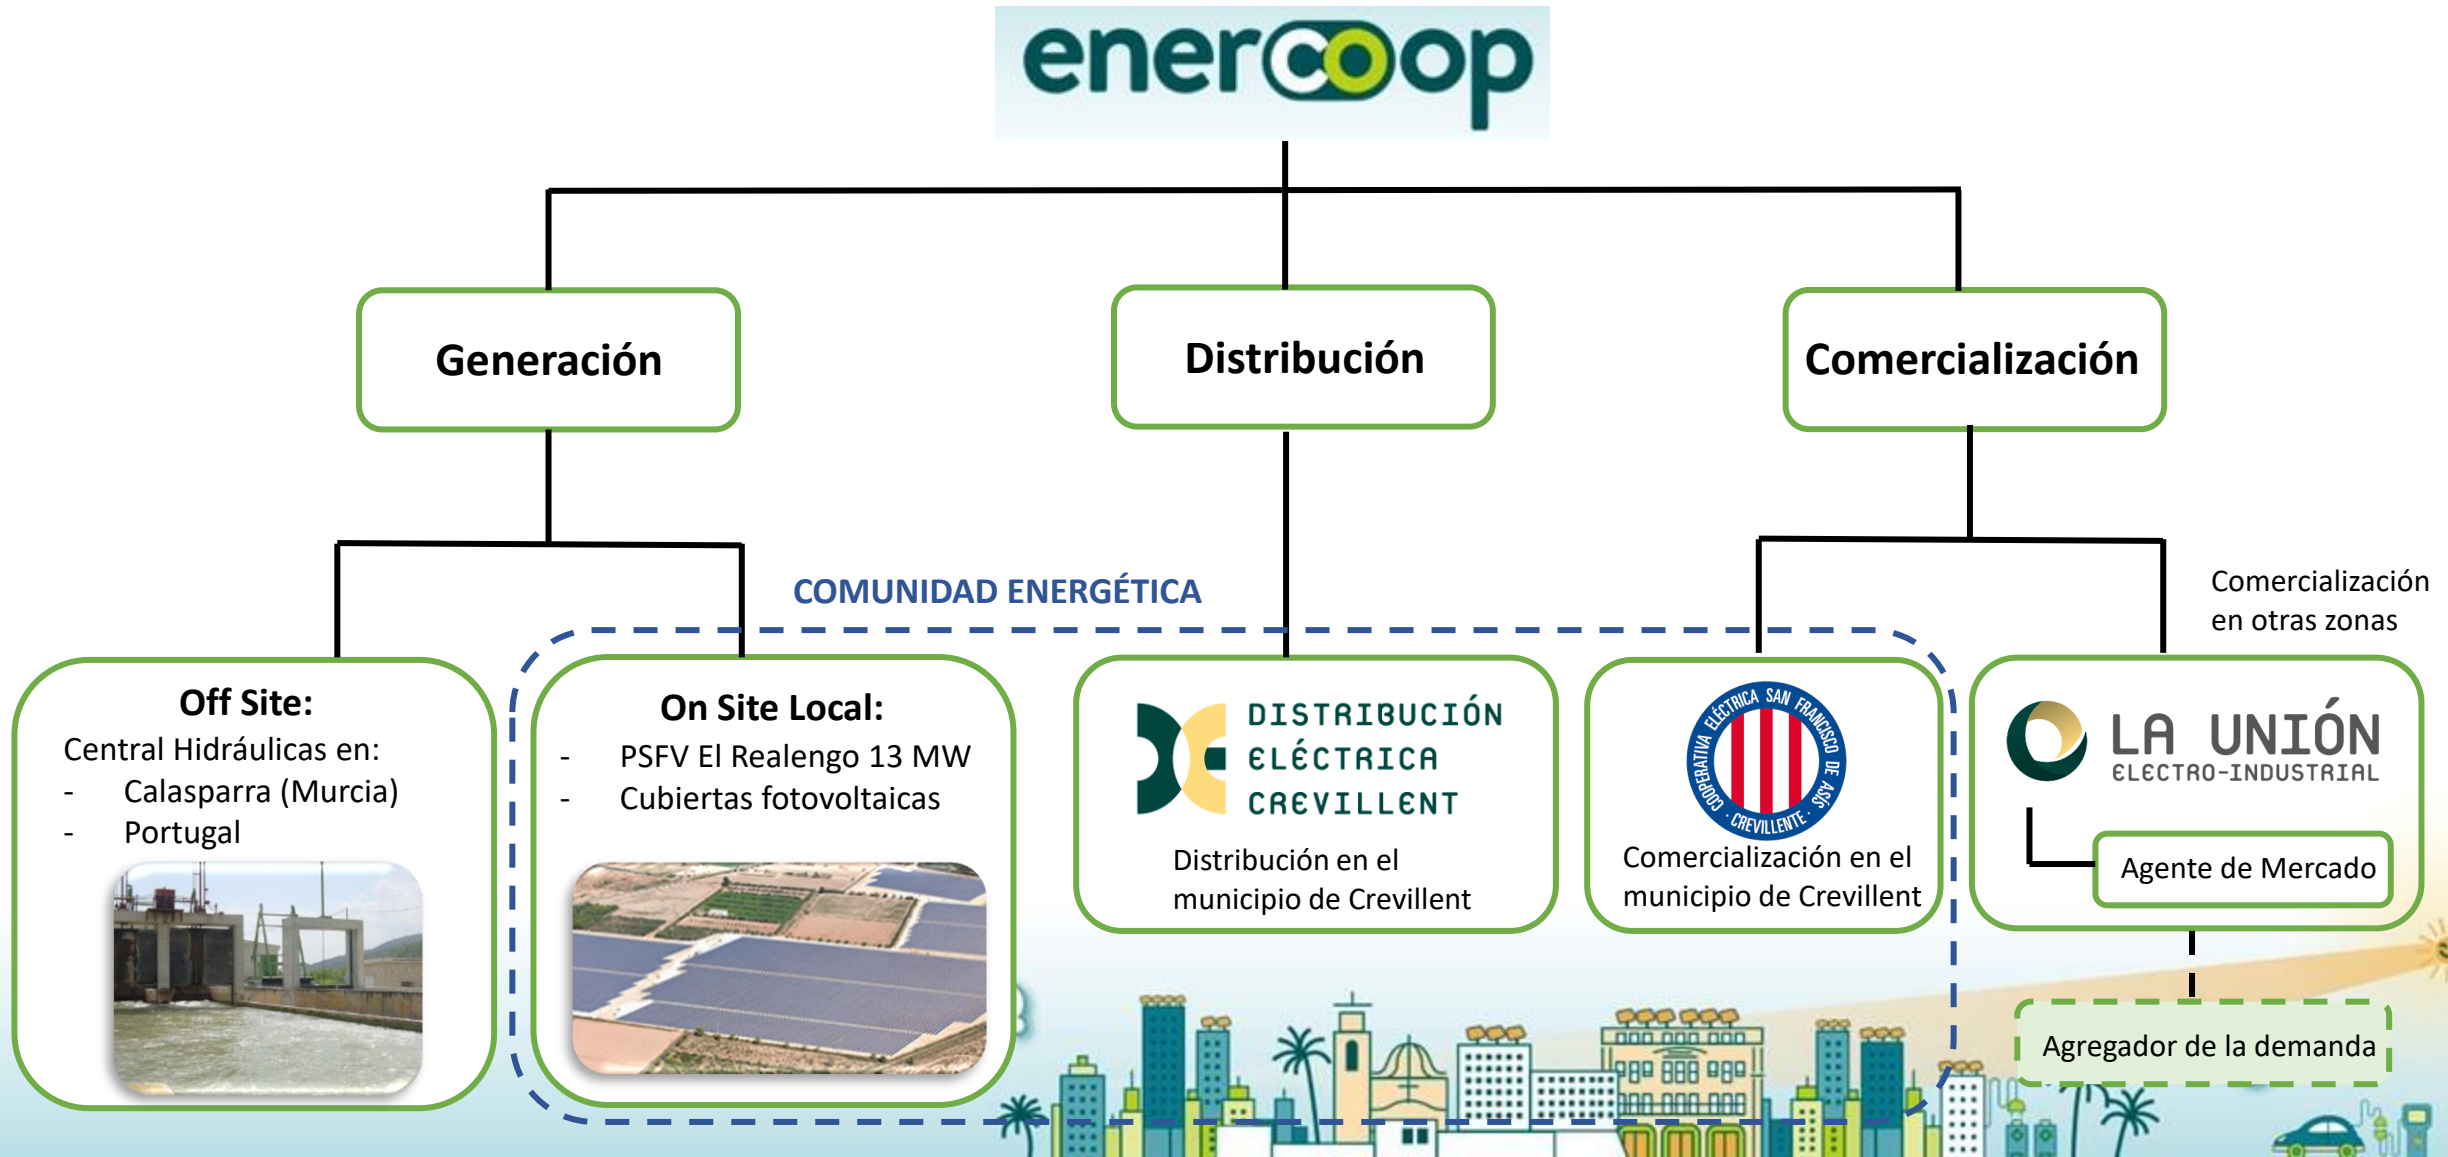 enercoop
Generación
Distribución
Comercialización
COMUNIDAD ENERGÉTICA
Comercialización
en otras zonas
Off Site:
Central Hidráulicas en:
- Calasparra (Murcia)
- Portugal
On Site Local:
- PSFV El Realengo 13 MW
- Cubiertas fotovoltaicas
DISTRIBUCIÓN
ELÉCTRICA
CREVILLENT
Distribución en el
municipio de Crevillent
COOPERATIVA ELÉCTRICA SAN FRANCISCO DE ASÍS
· CREVILLENTE ·
Comercialización en el
municipio de Crevillent
LA UNIÓN
ELECTRO-INDUSTRIAL
Agente de Mercado
Agregador de la demanda